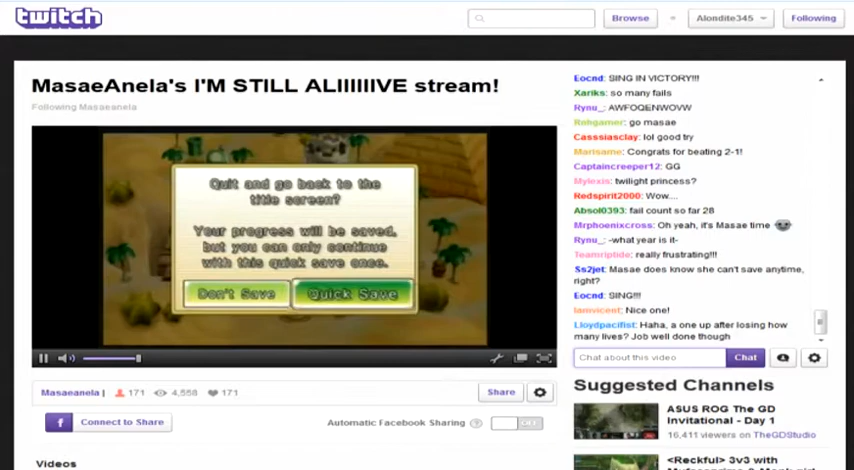 twitch
Browse
Alondite345
Following
MasaeAnela's I'M STILL ALIIIIIIVE stream!
Following Masaeanela
Quit and go back to the
title screen?
Your progress will be saved,
but you can only continue
with this quick save once.
Don't Save
Quick Save
Masaeanela |
171
4,558
171
Share
f
Connect to Share
Automatic Facebook Sharing
?
OFF
Videos
Eocnd: SING IN VICTORY!!!
Xariks: so many fails
Rynu_: AWFOQENWOVW
Rnhgamer: go masae
Casssiasclay: lol good try
Marisame: Congrats for beating 2-1!
Captaincreeper12: GG
Mylexis: twilight princess?
Redspirit2000: Wow....
Absol0393: fail count so far 28
Mrphoenixcross: Oh yeah, it's Masae time
Rynu_: -what year is it-
Teamriptide: really frustrating!!!
Ss2jet: Masae does know she can't save anytime,
right?
Eocnd: SING!!!
Iamvicent: Nice one!
Lloydpacifist: Haha, a one up after losing how
many lives? Job well done though
Chat about this video
Chat
Suggested Channels
ASUS ROG The GD
Invitational - Day 1
16,411 viewers on TheGDStudio
<Reckful> 3v3 with